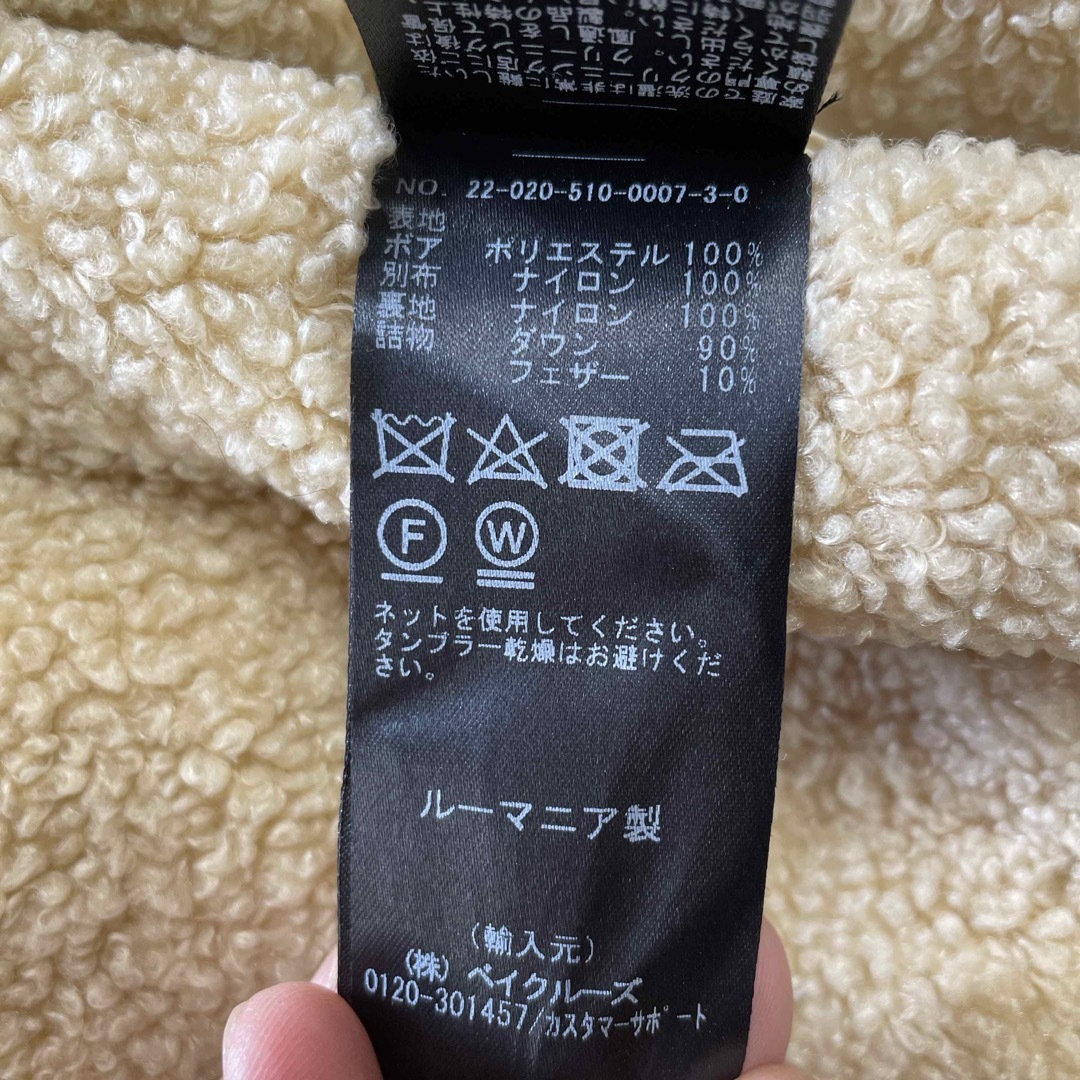 NO. 22-020-510-0007-3-0
表地
ボア ポリエステル 100%
別布 ナイロン 100%
裏地 ナイロン 100%
詰物 ダウン 90%
フェザー 10%
F W
ネットを使用してください。
タンブラー乾燥はお避けくだ
さい。
ルーマニア製
(輸入元)
(株) ベイクルーズ
0120-301457/カスタマーサポート